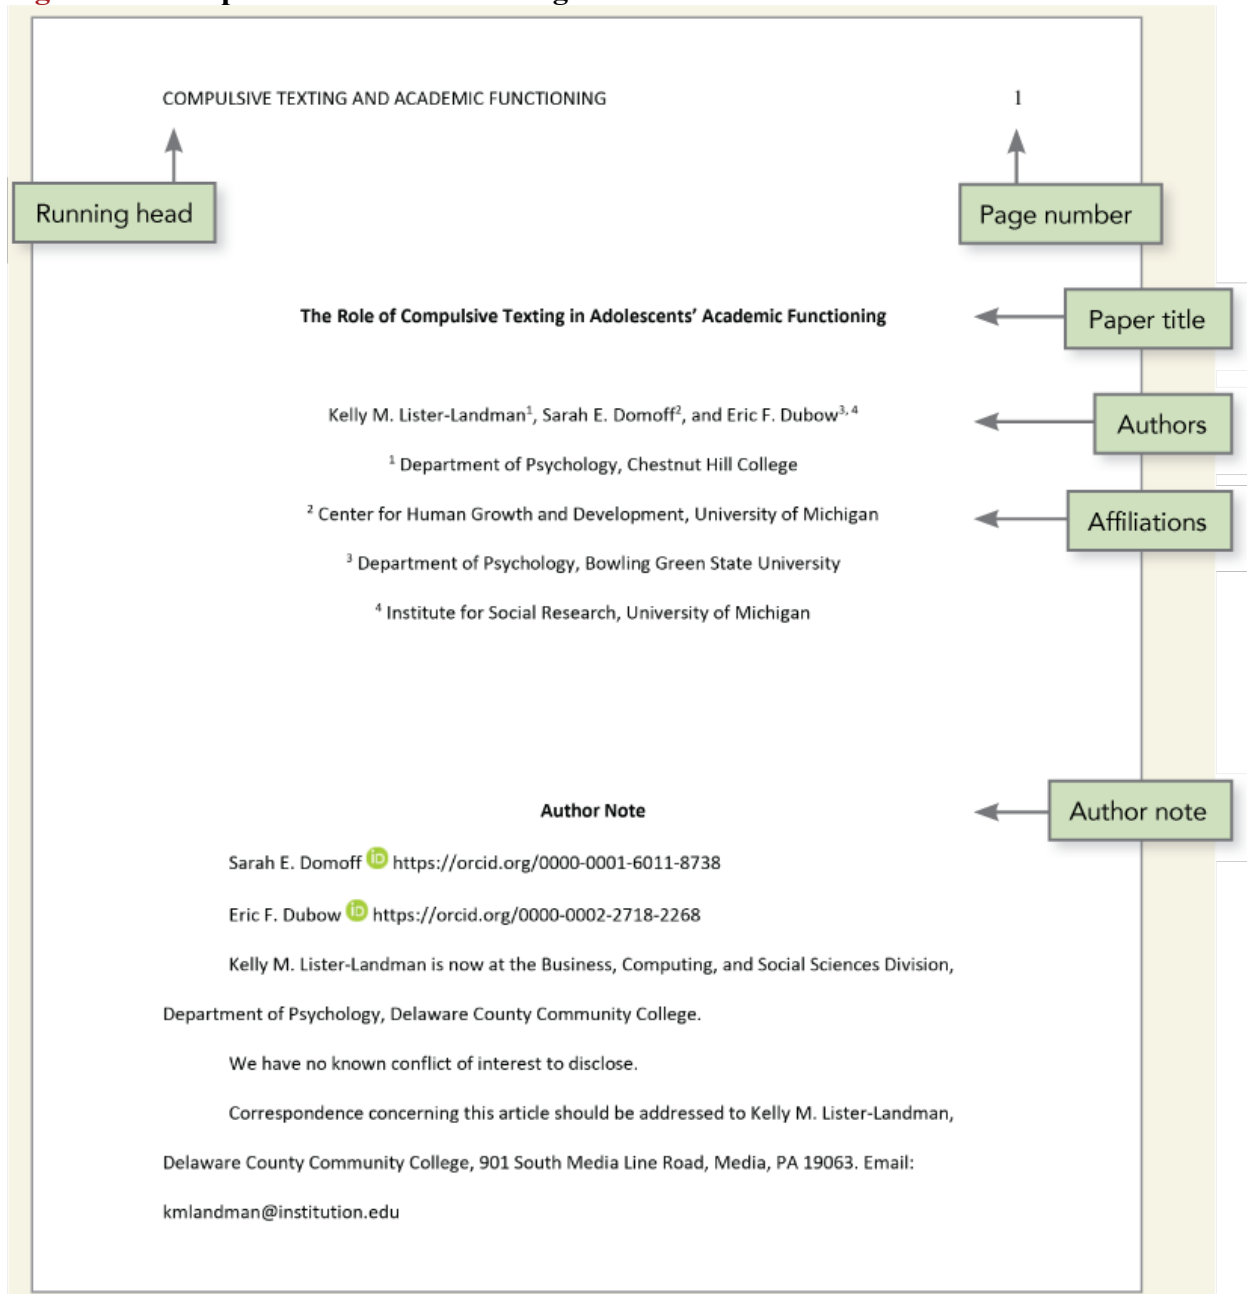 COMPULSIVE TEXTING AND ACADEMIC FUNCTIONING 1
Running head
Page number
The Role of Compulsive Texting in Adolescents’ Academic Functioning
Paper title
Kelly M. Lister-Landman¹, Sarah E. Domoff², and Eric F. Dubow³,⁴
Authors
¹ Department of Psychology, Chestnut Hill College
² Center for Human Growth and Development, University of Michigan
Affiliations
³ Department of Psychology, Bowling Green State University
⁴ Institute for Social Research, University of Michigan
Author Note
Author note
Sarah E. Domoff iD https://orcid.org/0000-0001-6011-8738
Eric F. Dubow iD https://orcid.org/0000-0002-2718-2268
Kelly M. Lister-Landman is now at the Business, Computing, and Social Sciences Division,
Department of Psychology, Delaware County Community College.
We have no known conflict of interest to disclose.
Correspondence concerning this article should be addressed to Kelly M. Lister-Landman,
Delaware County Community College, 901 South Media Line Road, Media, PA 19063. Email:
kmlandman@institution.edu